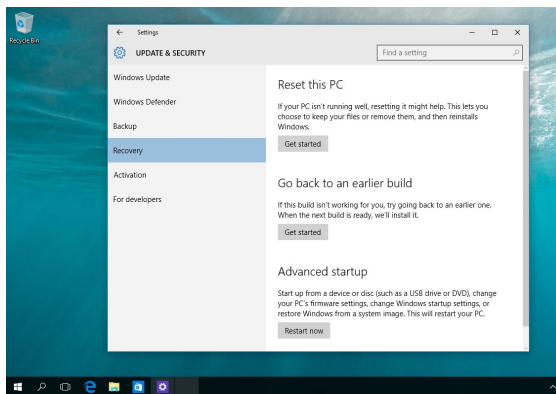 Recycle Bin
Settings
UPDATE & SECURITY
Find a setting
Windows Update
Windows Defender
Backup
Recovery
Activation
For developers
Reset this PC
If your PC isn't running well, resetting it might help. This lets you
choose to keep your files or remove them, and then reinstalls
Windows.
Get started
Go back to an earlier build
If this build isn't working for you, try going back to an earlier one.
When the next build is ready, we'll install it.
Get started
Advanced startup
Start up from a device or disc (such as a USB drive or DVD), change
your PC's firmware settings, change Windows startup settings, or
restore Windows from a system image. This will restart your PC.
Restart now